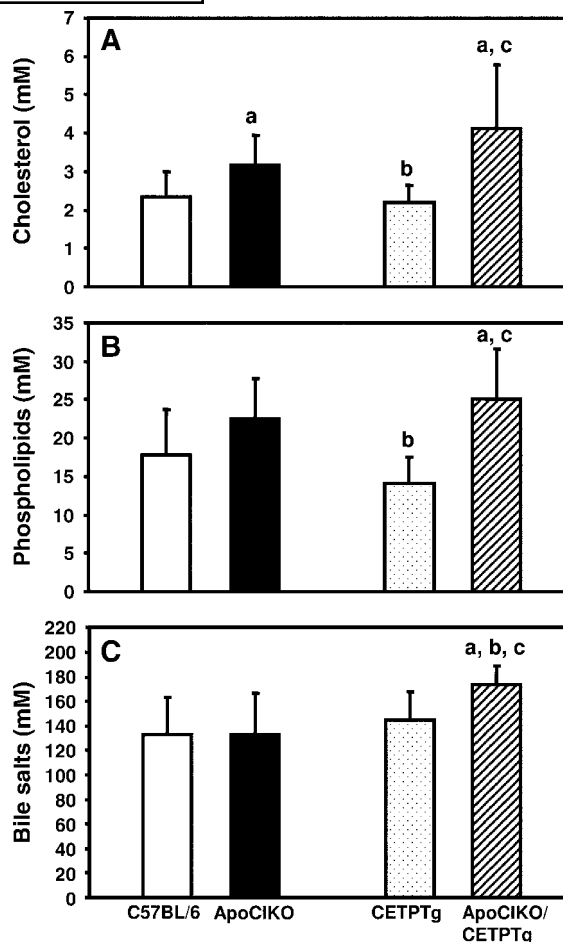 A
Cholesterol (mM)
7
6
5
4
3
2
1
0
a
b
a, c
B
Phospholipids (mM)
35
30
25
20
15
10
5
0
b
a, c
C
Bile salts (mM)
220
200
180
160
140
120
100
80
60
40
20
0
a, b, c
C57BL/6 ApoCIKO CETPTg ApoCIKO/
CETPTg